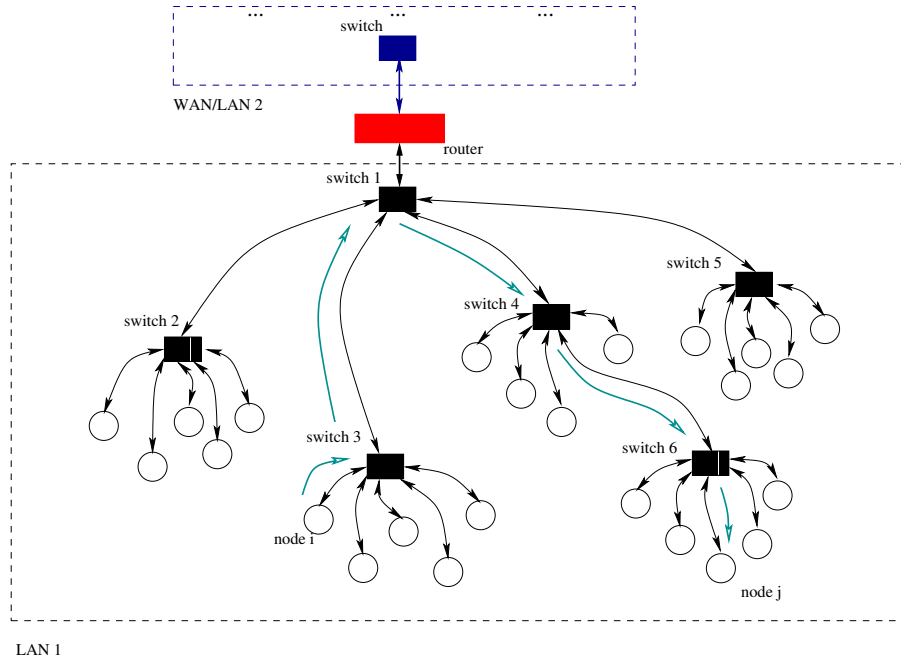 ... ... ...
switch
WAN/LAN 2
router
switch 1
switch 5
switch 4
switch 2
switch 3
switch 6
node i
node j
LAN 1